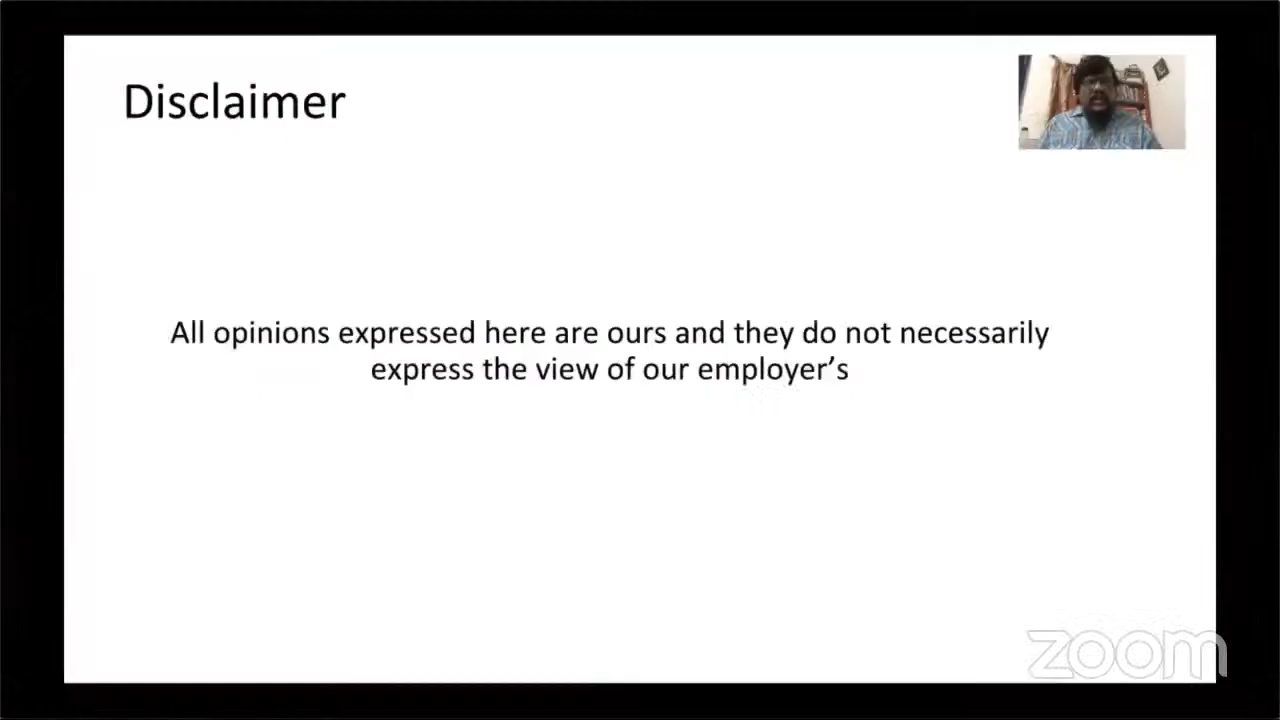 Disclaimer
All opinions expressed here are ours and they do not necessarily
express the view of our employer’s
zoom